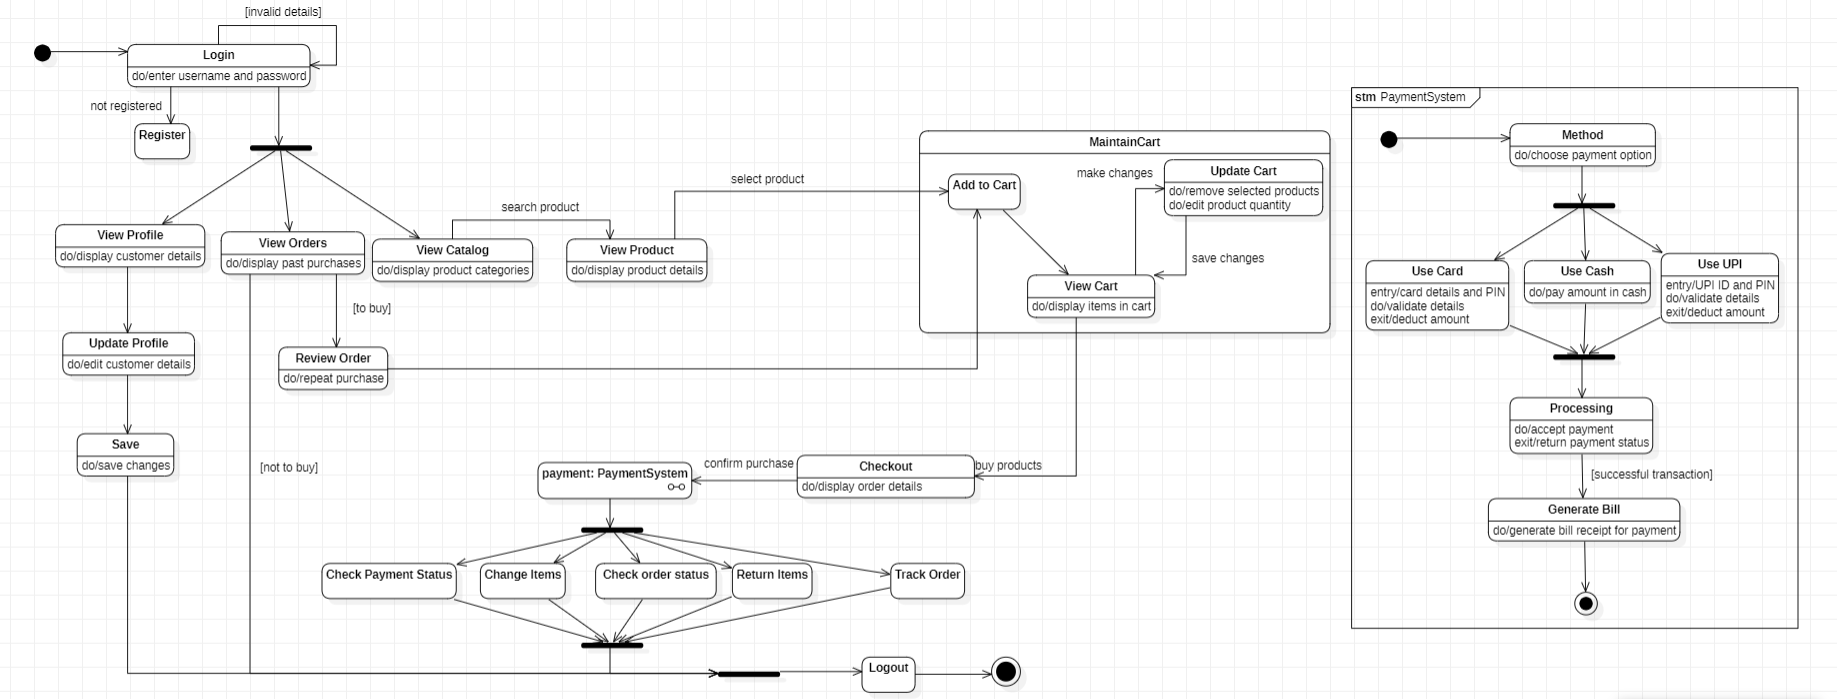 [invalid details]
Login
do/enter username and password
not registered
Register
View Profile
do/display customer details
View Orders
do/display past purchases
View Catalog
do/display product categories
search product
View Product
do/display product details
select product
[to buy]
Update Profile
do/edit customer details
Review Order
do/repeat purchase
Save
do/save changes
[not to buy]
MaintainCart
Add to Cart
make changes
Update Cart
do/remove selected products
do/edit product quantity
save changes
View Cart
do/display items in cart
buy products
Checkout
do/display order details
confirm purchase
payment: PaymentSystem
Check Payment Status
Change Items
Check order status
Return Items
Track Order
Logout
stm PaymentSystem
Method
do/choose payment option
Use Card
entry/card details and PIN
do/validate details
exit/deduct amount
Use Cash
do/pay amount in cash
Use UPI
entry/UPI ID and PIN
do/validate details
exit/deduct amount
Processing
do/accept payment
exit/return payment status
[successful transaction]
Generate Bill
do/generate bill receipt for payment